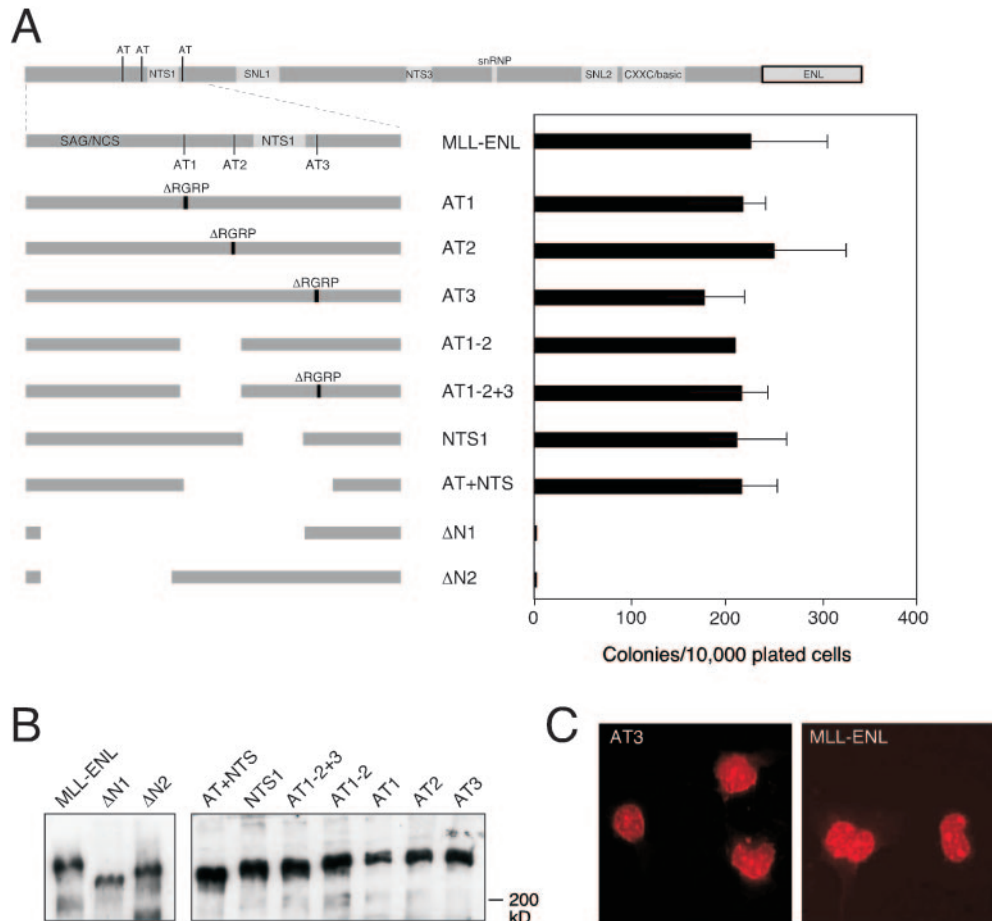 A
AT AT AT
snRNP
NTS1 SNL1 NTS3 SNL2 CXXC/basic ENL
SAG/NCS NTS1 MLL-ENL
AT1 AT2 AT3
ΔRGRP
AT1
ΔRGRP
AT2
ΔRGRP
AT3
AT1-2
ΔRGRP
AT1-2+3
NTS1
AT+NTS
ΔN1
ΔN2
0 100 200 300 400
Colonies/10,000 plated cells
B
MLL-ENL ΔN1 ΔN2 AT+NTS NTS1 AT1-2+3 AT1-2 AT1 AT2 AT3
200
kD
C
AT3 MLL-ENL